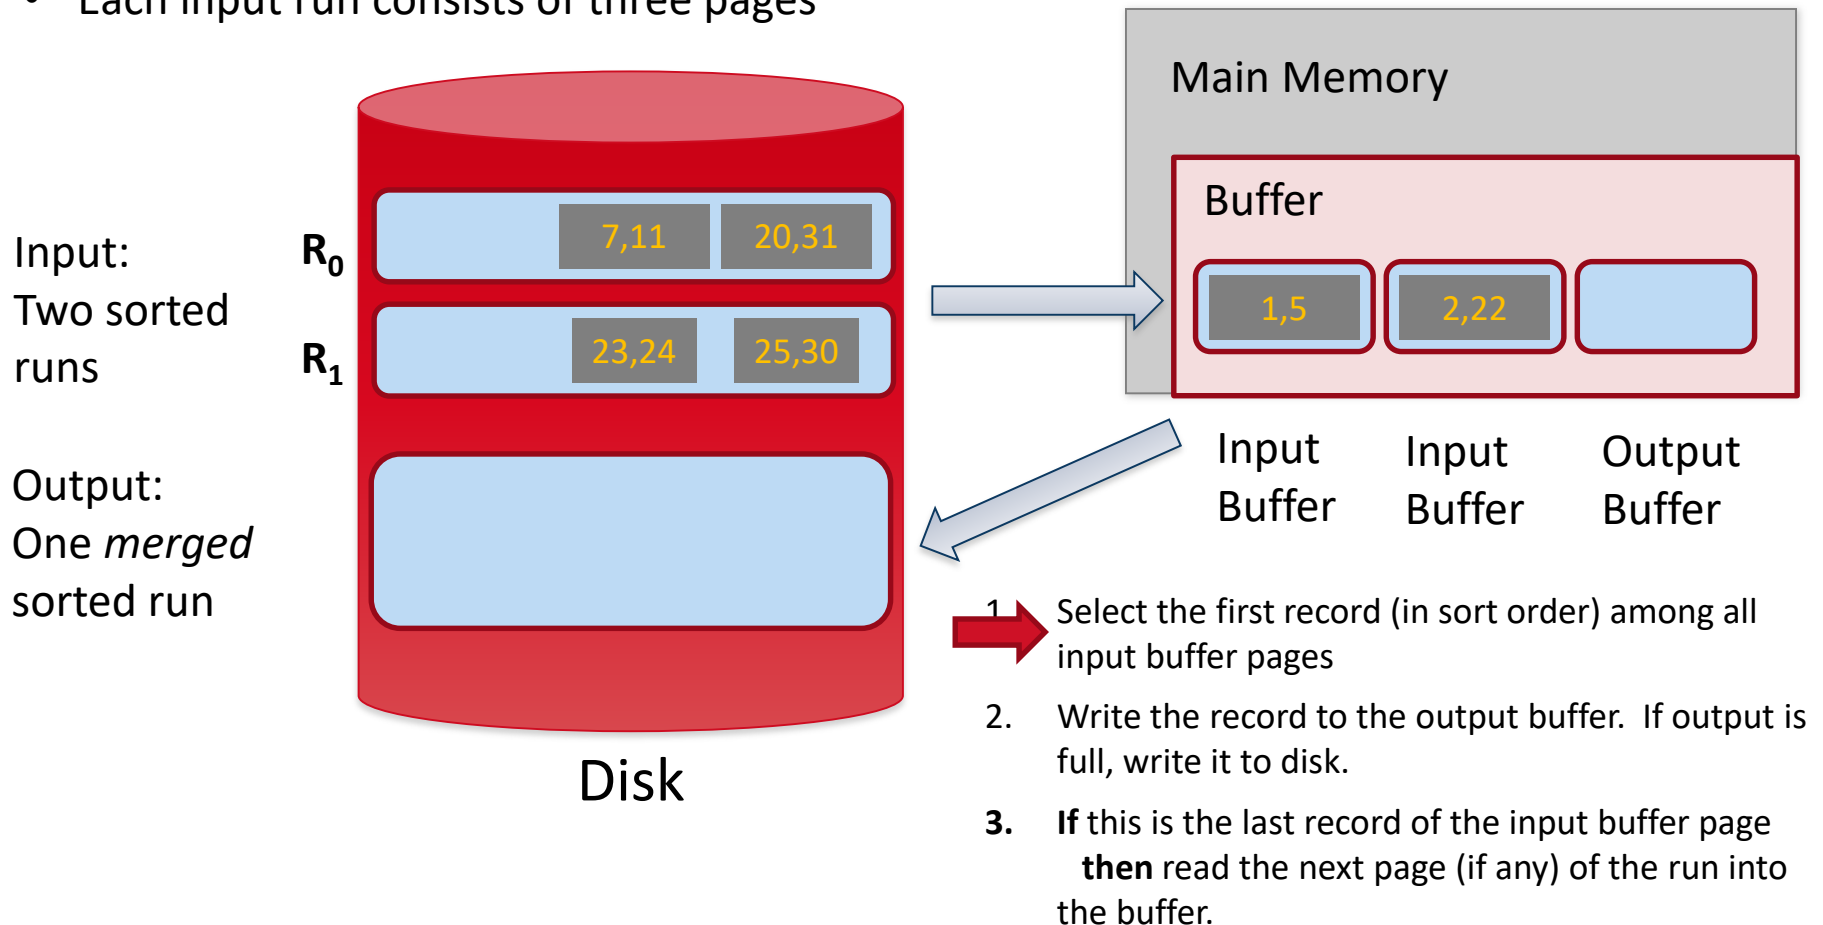 • Each input run consists of three pages
Main Memory
Buffer
Input:
Two sorted
runs
R0
7,11 20,31
R1
23,24 25,30
1,5 2,22
Input
Buffer
Input
Buffer
Output
Buffer
Output:
One merged
sorted run
Disk
1 Select the first record (in sort order) among all
input buffer pages
2. Write the record to the output buffer. If output is
full, write it to disk.
3. If this is the last record of the input buffer page
then read the next page (if any) of the run into
the buffer.